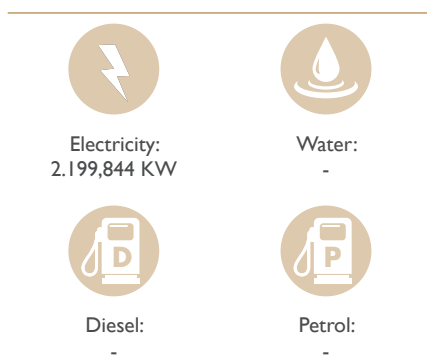 Electricity:
2.199,844 KW
Water:
-
D
P
Diesel:
-
Petrol:
-